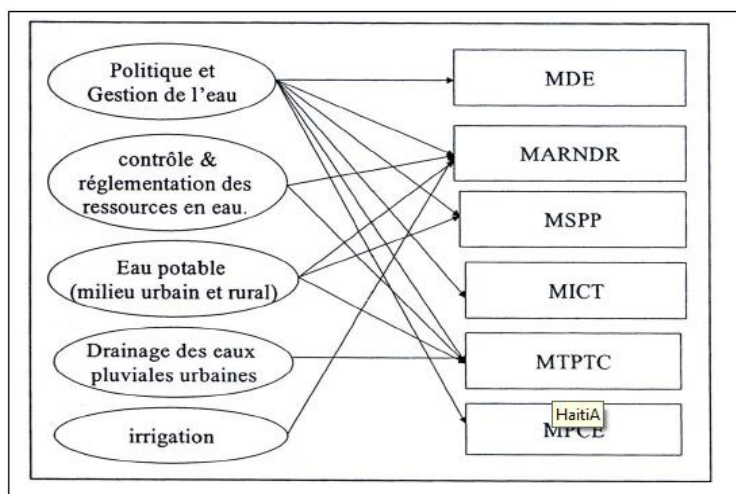 Politique et
Gestion de l'eau
contrôle &
réglementation des
ressources en eau.
Eau potable
(milieu urbain et rural)
Drainage des eaux
pluviales urbaines
irrigation
MDE
MARNDR
MSPP
MICT
MTPTC
HaitiA
MPCE